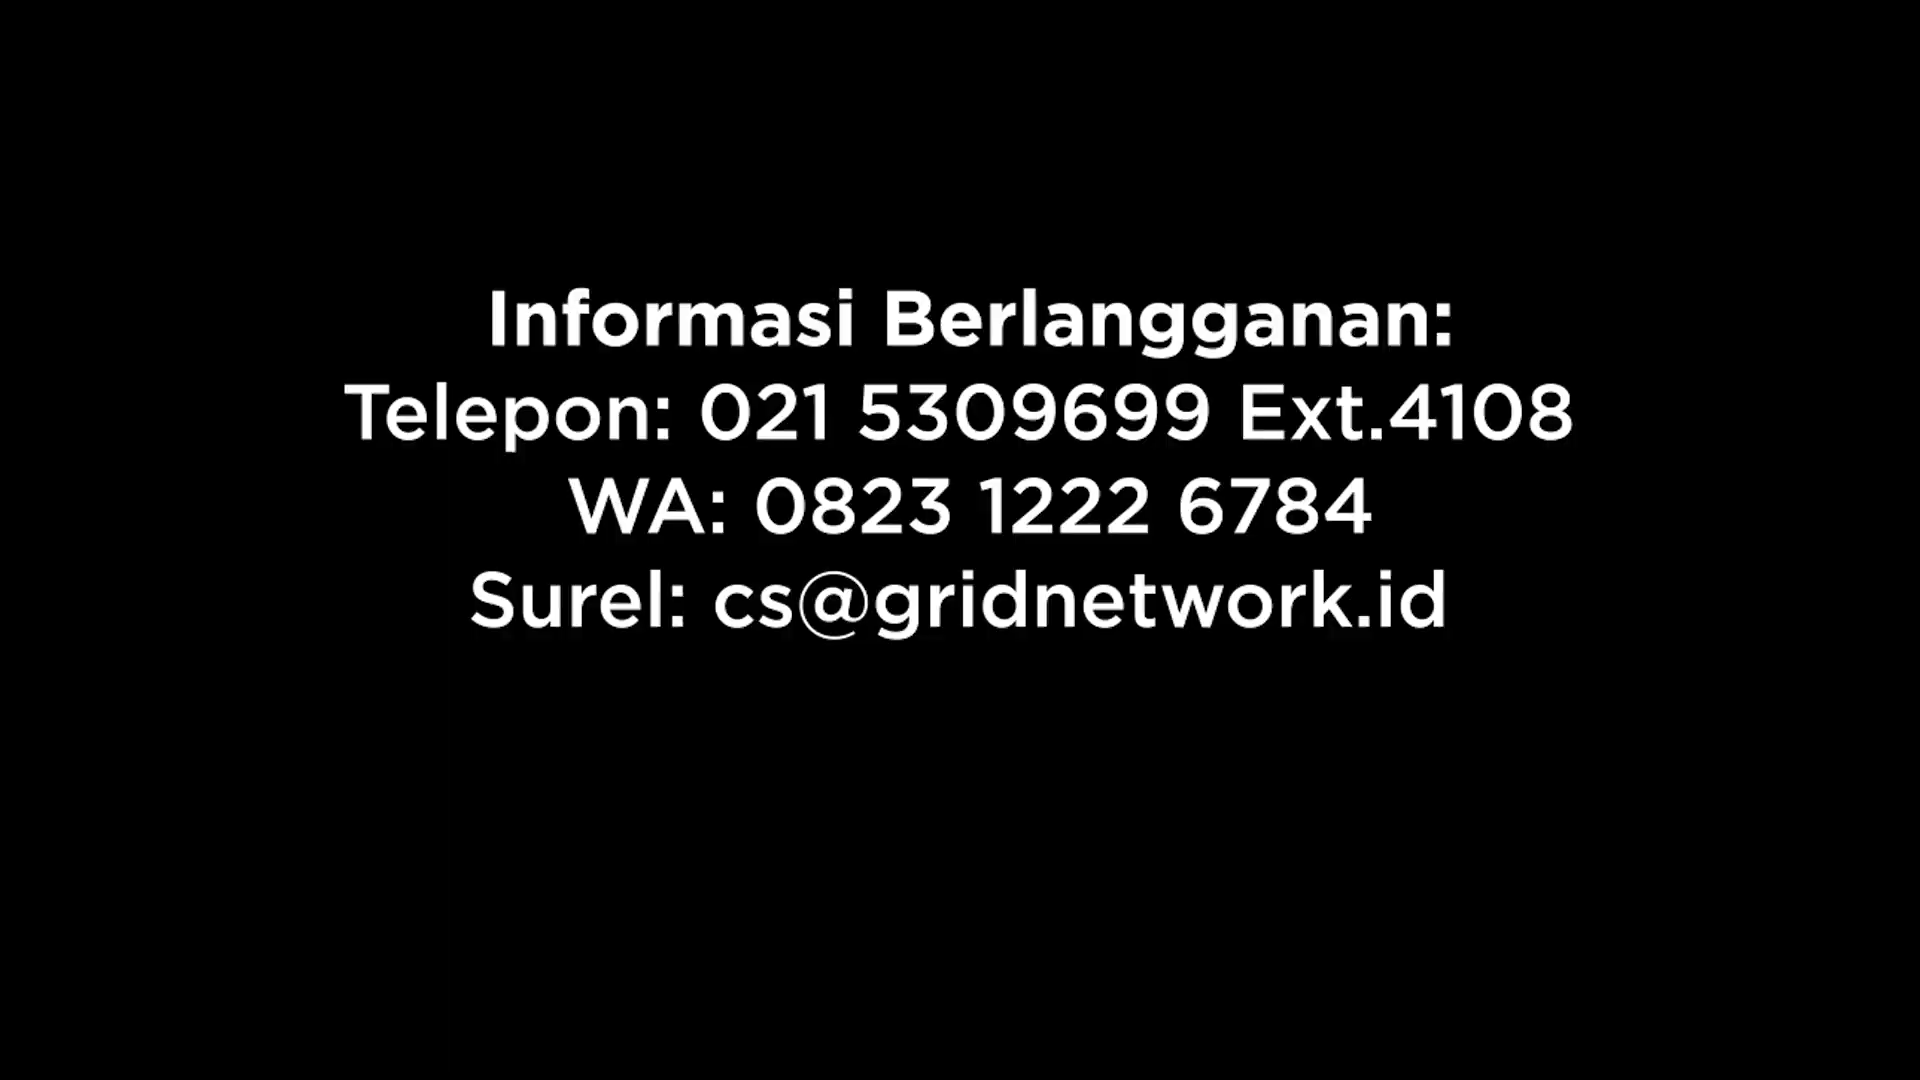 Informasi Berlangganan:
Telepon: 021 5309699 Ext.4108
WA: 0823 1222 6784
Surel: cs@gridnetwork.id